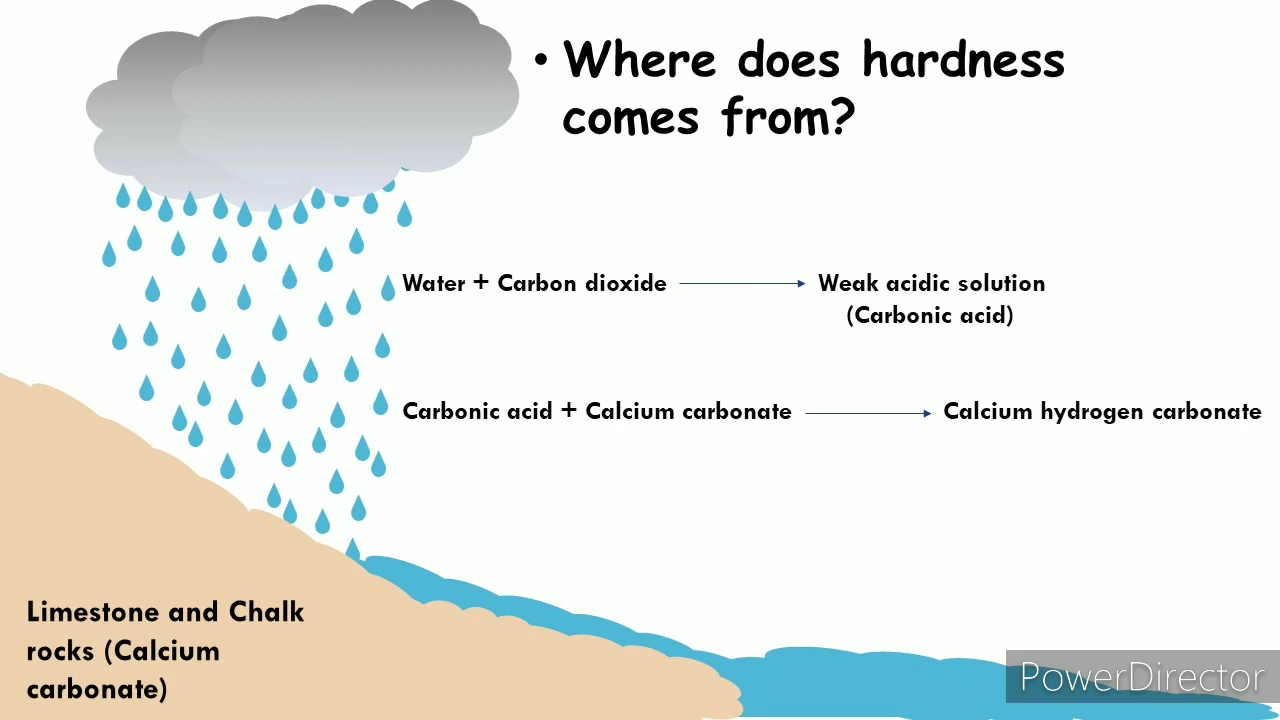 • Where does hardness
comes from?
Water + Carbon dioxide
Weak acidic solution
(Carbonic acid)
Carbonic acid + Calcium carbonate
Calcium hydrogen carbonate
Limestone and Chalk
rocks (Calcium
carbonate)
PowerDirector